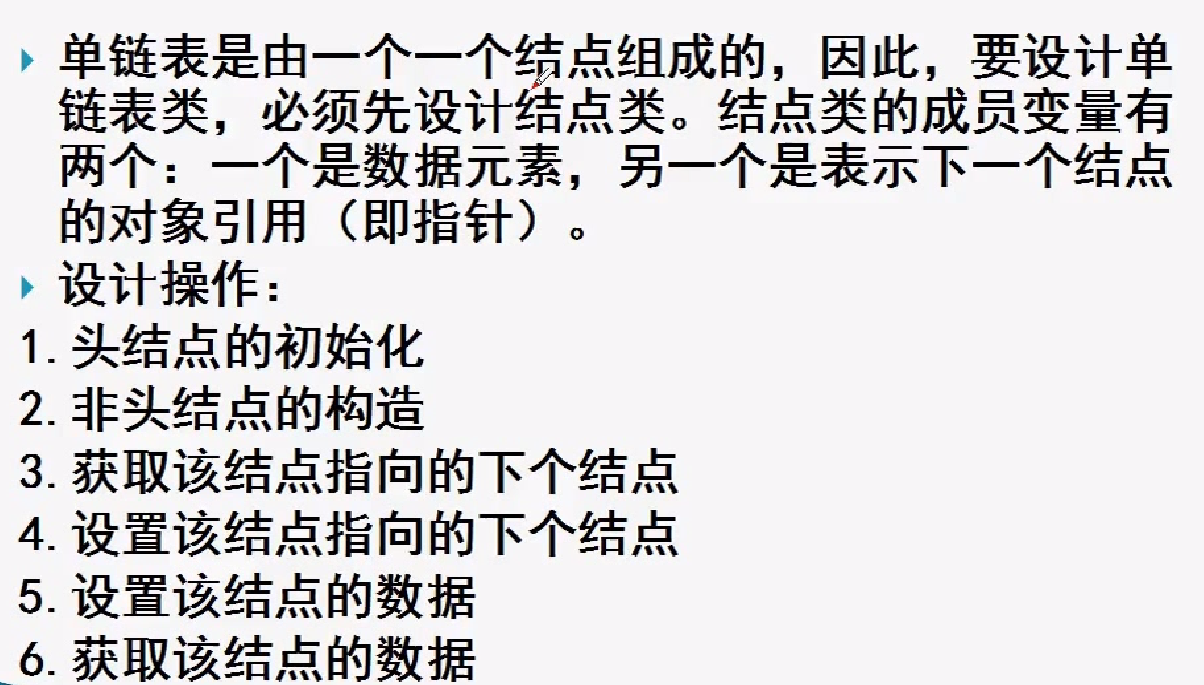 单链表是由一个一个结点组成的，因此，要设计单
链表类，必须先设计结点类。结点类的成员变量有
两个：一个是数据元素，另一个是表示下一个结点
的对象引用（即指针）。
设计操作：
1.头结点的初始化
2.非头结点的构造
3.获取该结点指向的下个结点
4.设置该结点指向的下个结点
5.设置该结点的数据
6.获取该结点的数据